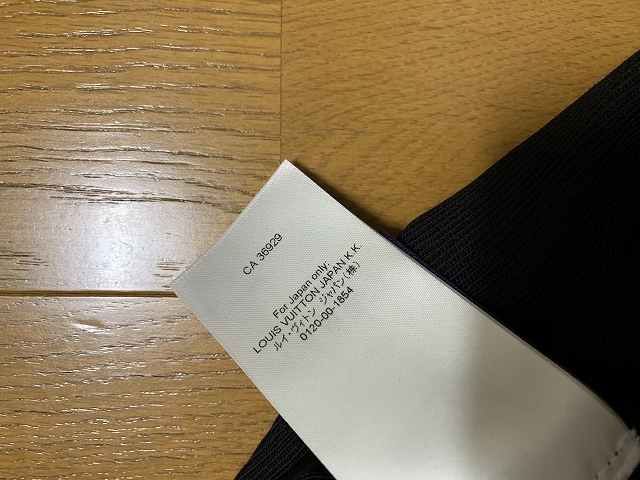 CA 36929
For Japan only:
LOUIS VUITTON JAPAN K.K.
ルイ・ヴィトン ジャパン(株)
0120-00-1854